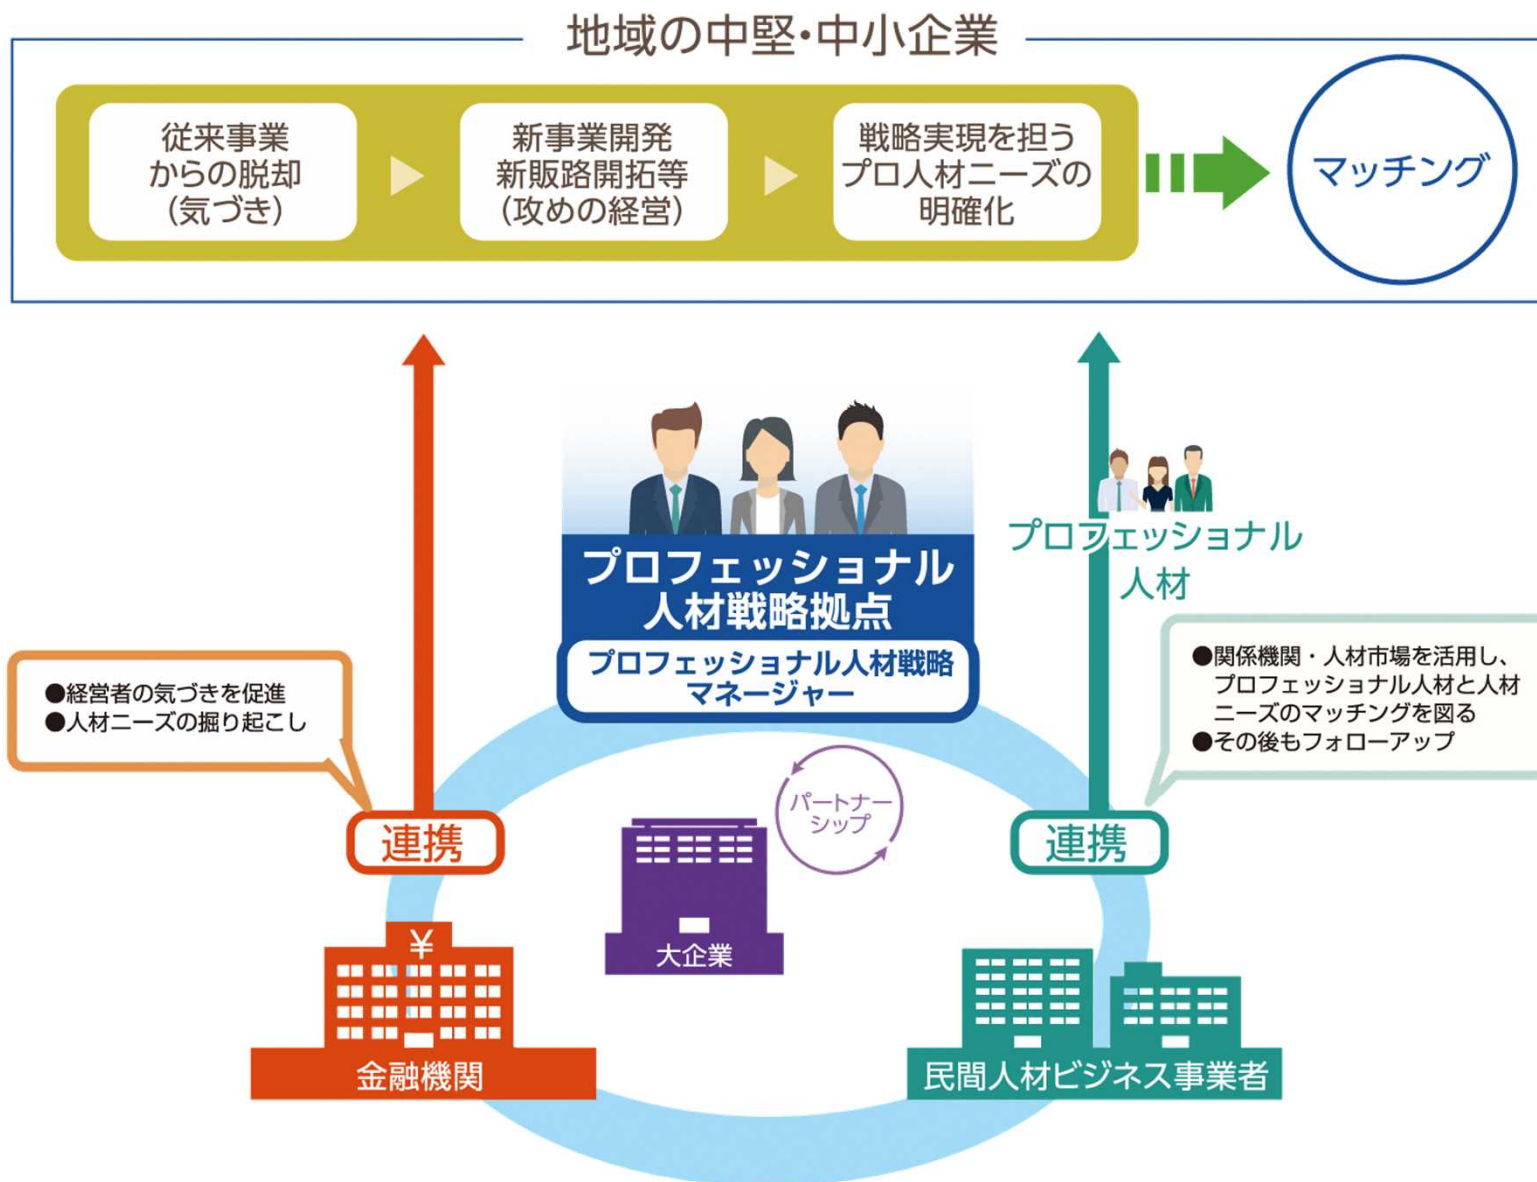 地域の中堅・中小企業
従来事業
からの脱却
（気づき）
新事業開発
新販路開拓等
（攻めの経営）
戦略実現を担う
プロ人材ニーズの
明確化
マッチング
プロフェッショナル
人材戦略拠点
プロフェッショナル人材戦略
マネージャー
プロフェッショナル
人材
●経営者の気づきを促進
●人材ニーズの掘り起こし
●関係機関・人材市場を活用し、
プロフェッショナル人材と人材
ニーズのマッチングを図る
●その後もフォローアップ
連携
パートナー
シップ
連携
大企業
¥
金融機関
民間人材ビジネス事業者